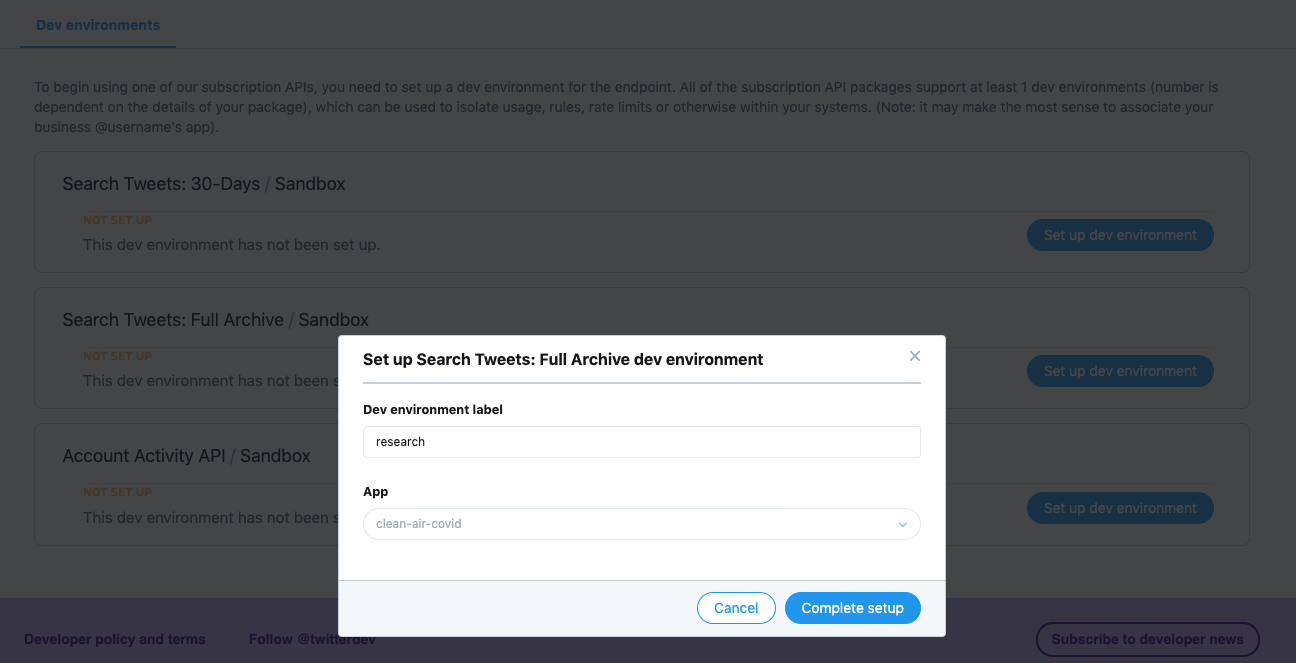 Dev environments
To begin using one of our subscription APIs, you need to set up a dev environment for the endpoint. All of the subscription API packages support at least 1 dev environments (number is
dependent on the details of your package), which can be used to isolate usage, rules, rate limits or otherwise within your systems. (Note: it may make the most sense to associate your
business @username's app).
Search Tweets: 30-Days / Sandbox
NOT SET UP
This dev environment has not been set up.
Set up dev environment
Search Tweets: Full Archive / Sandbox
NOT SET UP
This dev environment has not been s
Set up dev environment
Account Activity API / Sandbox
NOT SET UP
This dev environment has not been s
Set up dev environment
Set up Search Tweets: Full Archive dev environment
Dev environment label
research
App
clean-air-covid
Cancel
Complete setup
Developer policy and terms
Follow @twitterdev
Subscribe to developer news